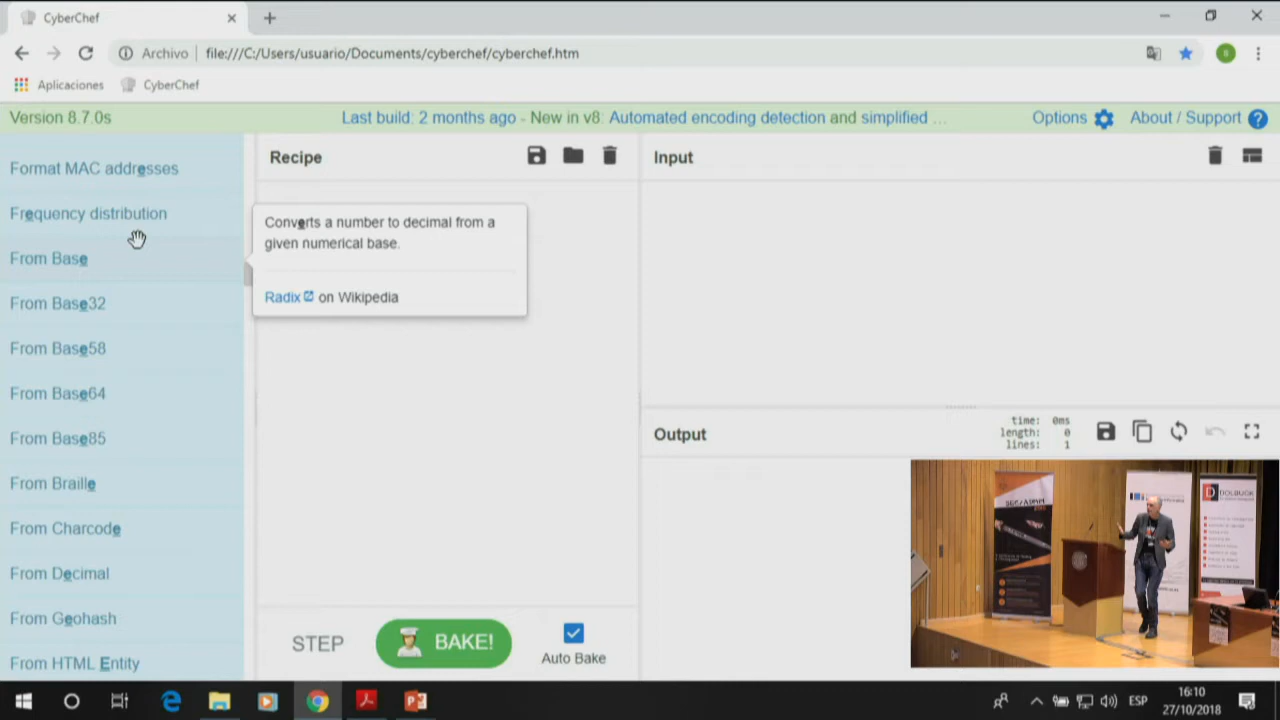 CyberChef
Archivo
file:///C:/Users/usuario/Documents/cyberchef/cyberchef.htm
8
Aplicaciones
CyberChef
Version 8.7.0s
Last build: 2 months ago - New in v8: Automated encoding detection and simplified ...
Options
About / Support
Format MAC addresses
Frequency distribution
From Base
From Base32
From Base58
From Base64
From Base85
From Braille
From Charcode
From Decimal
From Geohash
From HTML Entity
Recipe
Converts a number to decimal from a
given numerical base.
Radix on Wikipedia
STEP
BAKE!
Auto Bake
Input
Output
time: 0ms
length: 0
lines: 1
DOLBUCK
ESP
16:10
27/10/2018